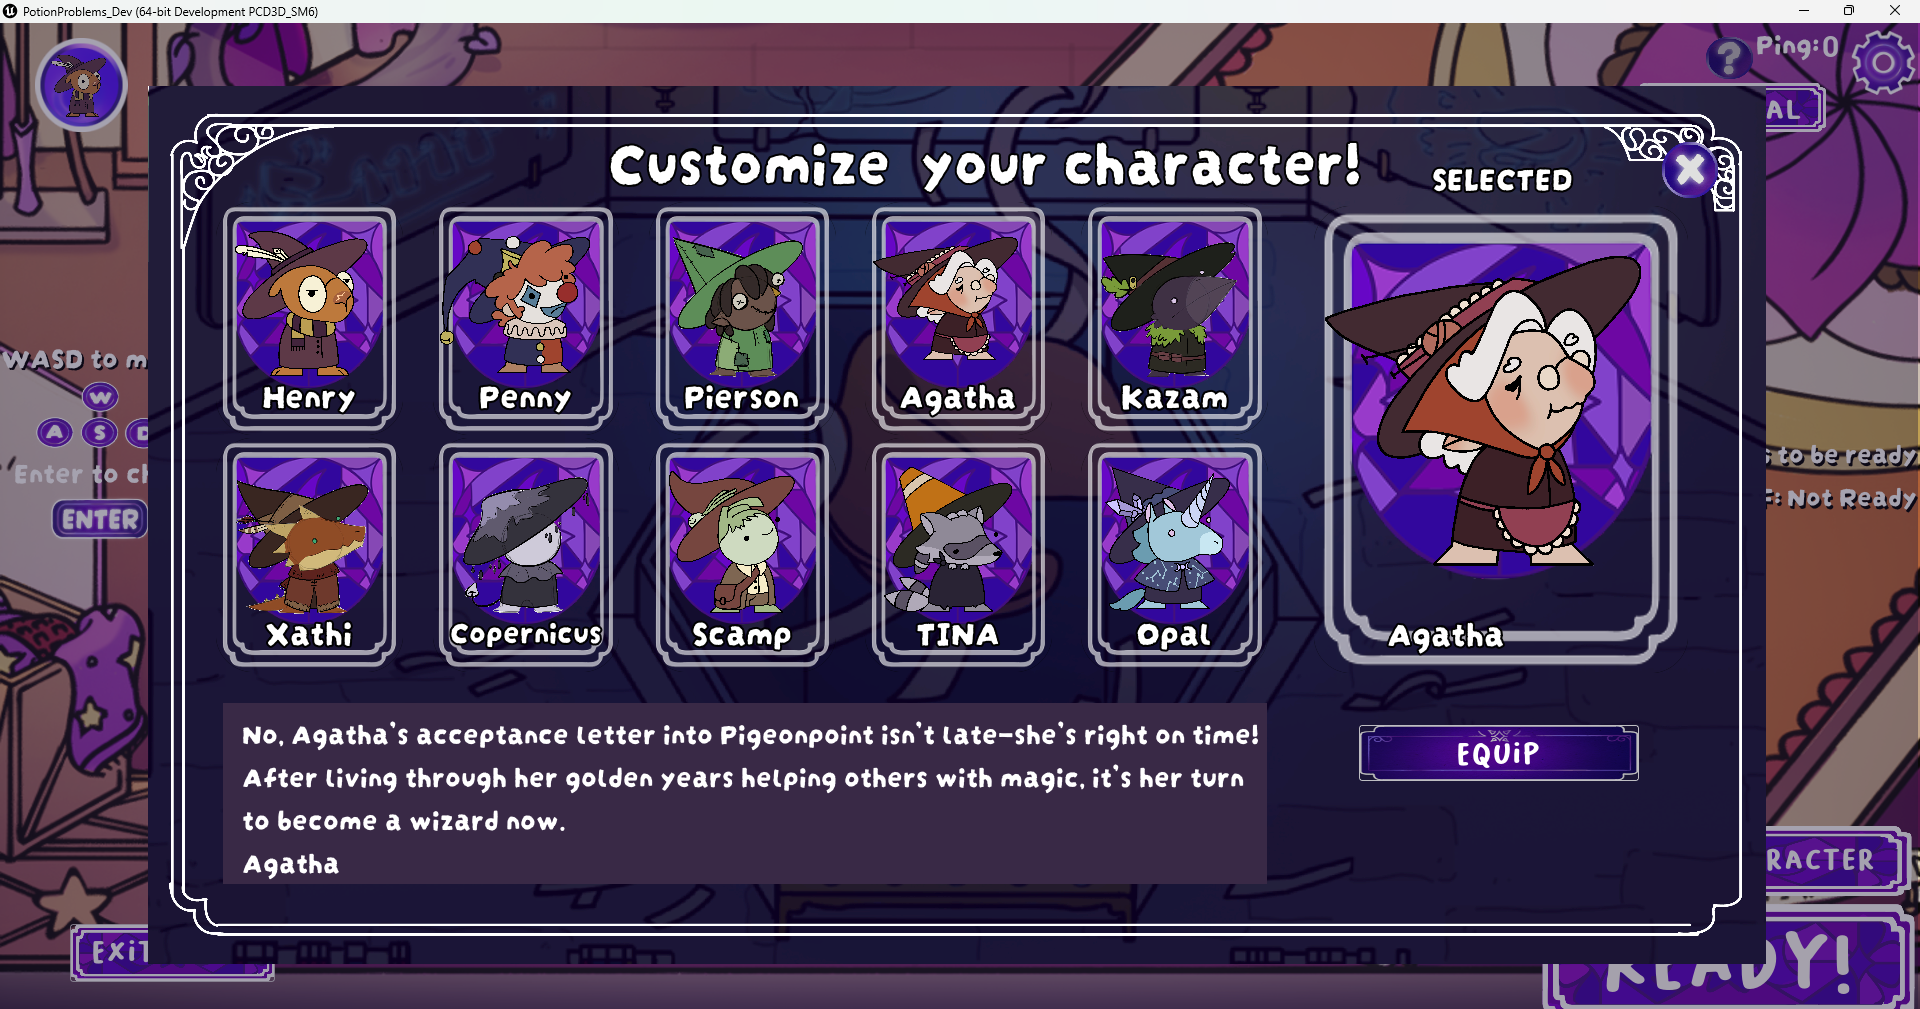 PotionProblems_Dev (64-bit Development PCD3D_SM6)
? Ping:0
AL
Customize your character!
SELECTED
X
Henry
Penny
Pierson
Agatha
Kazam
WASD to m
W
A S D
Enter to ch
ENTER
s to be ready
F: Not Ready
Xathi
Copernicus
Scamp
TINA
Opal
Agatha
No, Agatha's acceptance letter into Pigeonpoint isn't late-she's right on time!
After living through her golden years helping others with magic, it's her turn
to become a wizard now.
Agatha
EQUIP
RACTER
EXIT
READY!